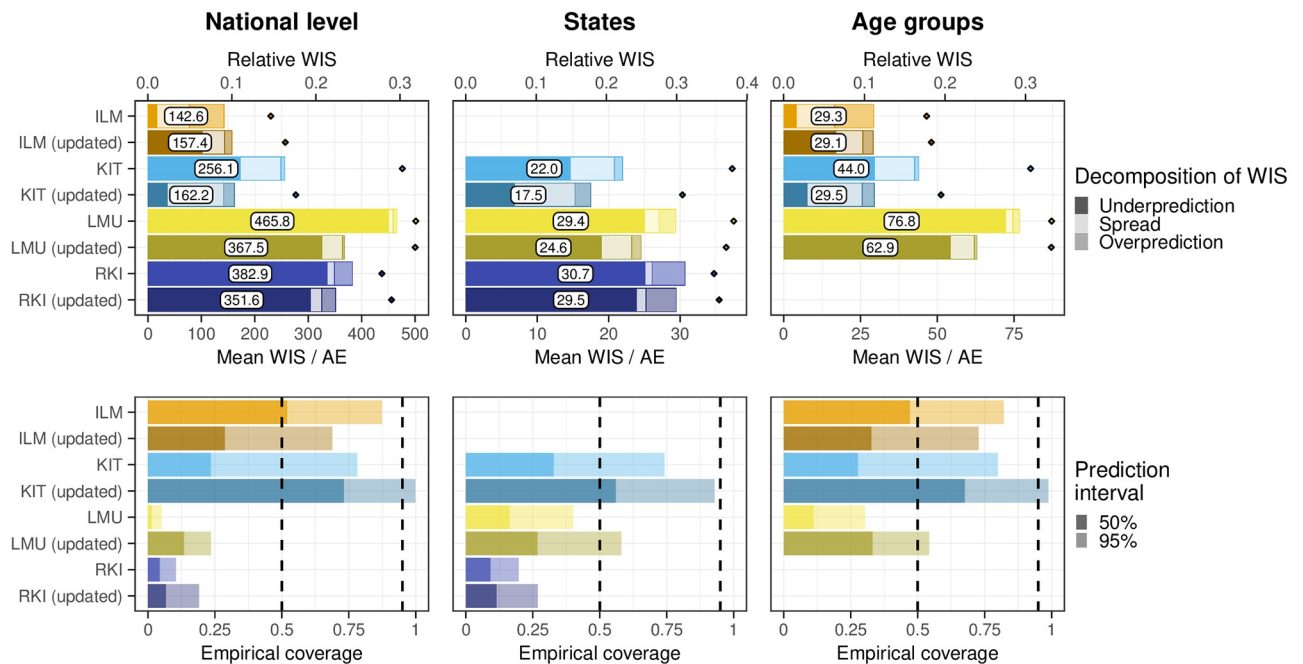 National level
States
Age groups
Relative WIS
Relative WIS
Relative WIS
0.0 0.1 0.2 0.3
0.0 0.1 0.2 0.3 0.4
0.0 0.1 0.2 0.3
ILM 142.6 29.3
ILM (updated) 157.4 29.1
KIT 256.1 22.0 44.0
KIT (updated) 162.2 17.5 29.5
LMU 465.8 29.4 76.8
LMU (updated) 367.5 24.6 62.9
RKI 382.9 30.7
RKI (updated) 351.6 29.5
0 100 200 300 400 500
0 10 20 30
0 25 50 75
Mean WIS / AE
Mean WIS / AE
Mean WIS / AE
Decomposition of WIS
Underprediction
Spread
Overprediction
ILM
ILM (updated)
KIT
KIT (updated)
LMU
LMU (updated)
RKI
RKI (updated)
0 0.25 0.5 0.75 1
0 0.25 0.5 0.75 1
0 0.25 0.5 0.75 1
Empirical coverage
Empirical coverage
Empirical coverage
Prediction
interval
50%
95%